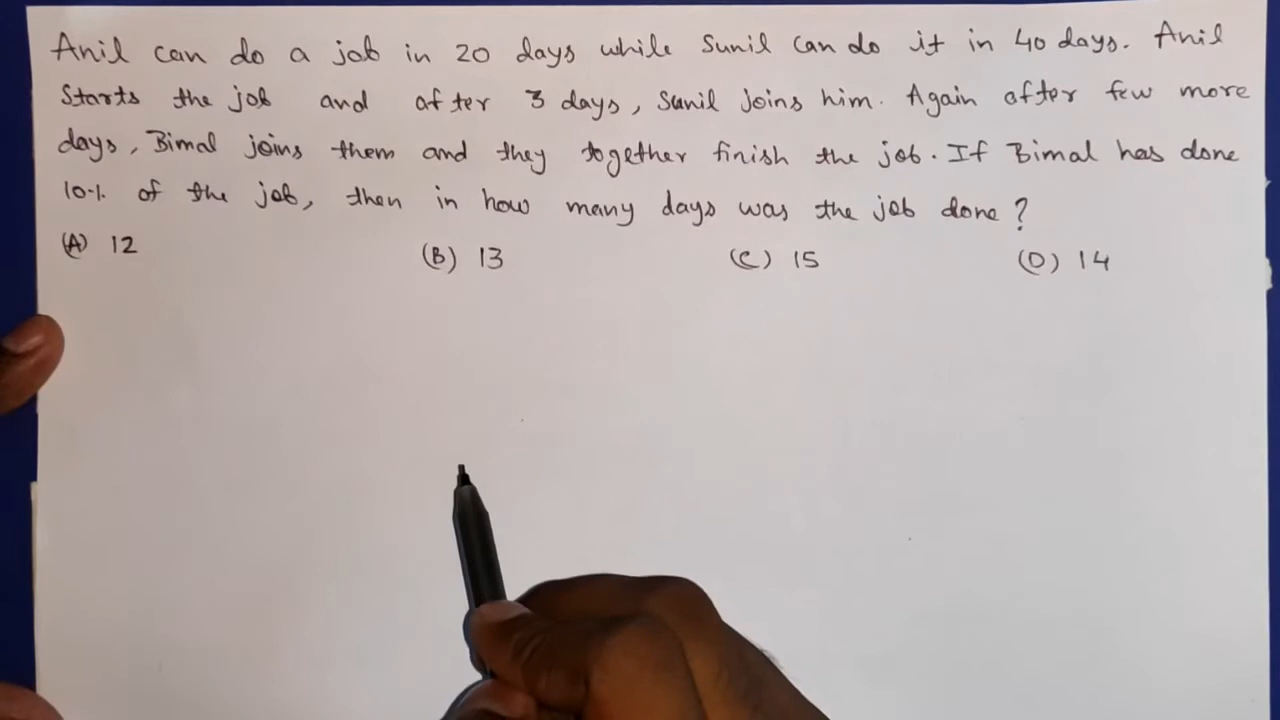 Anil can do a job in 20 days while Sunil can do it in 40 days. Anil
Starts the job and after 3 days, Sunil joins him. Again after few more
days, Bimal joins them and they together finish the job. If Bimal has done
10% of the job, then in how many days was the job done?
(A) 12 (B) 13 (C) 15 (D) 14